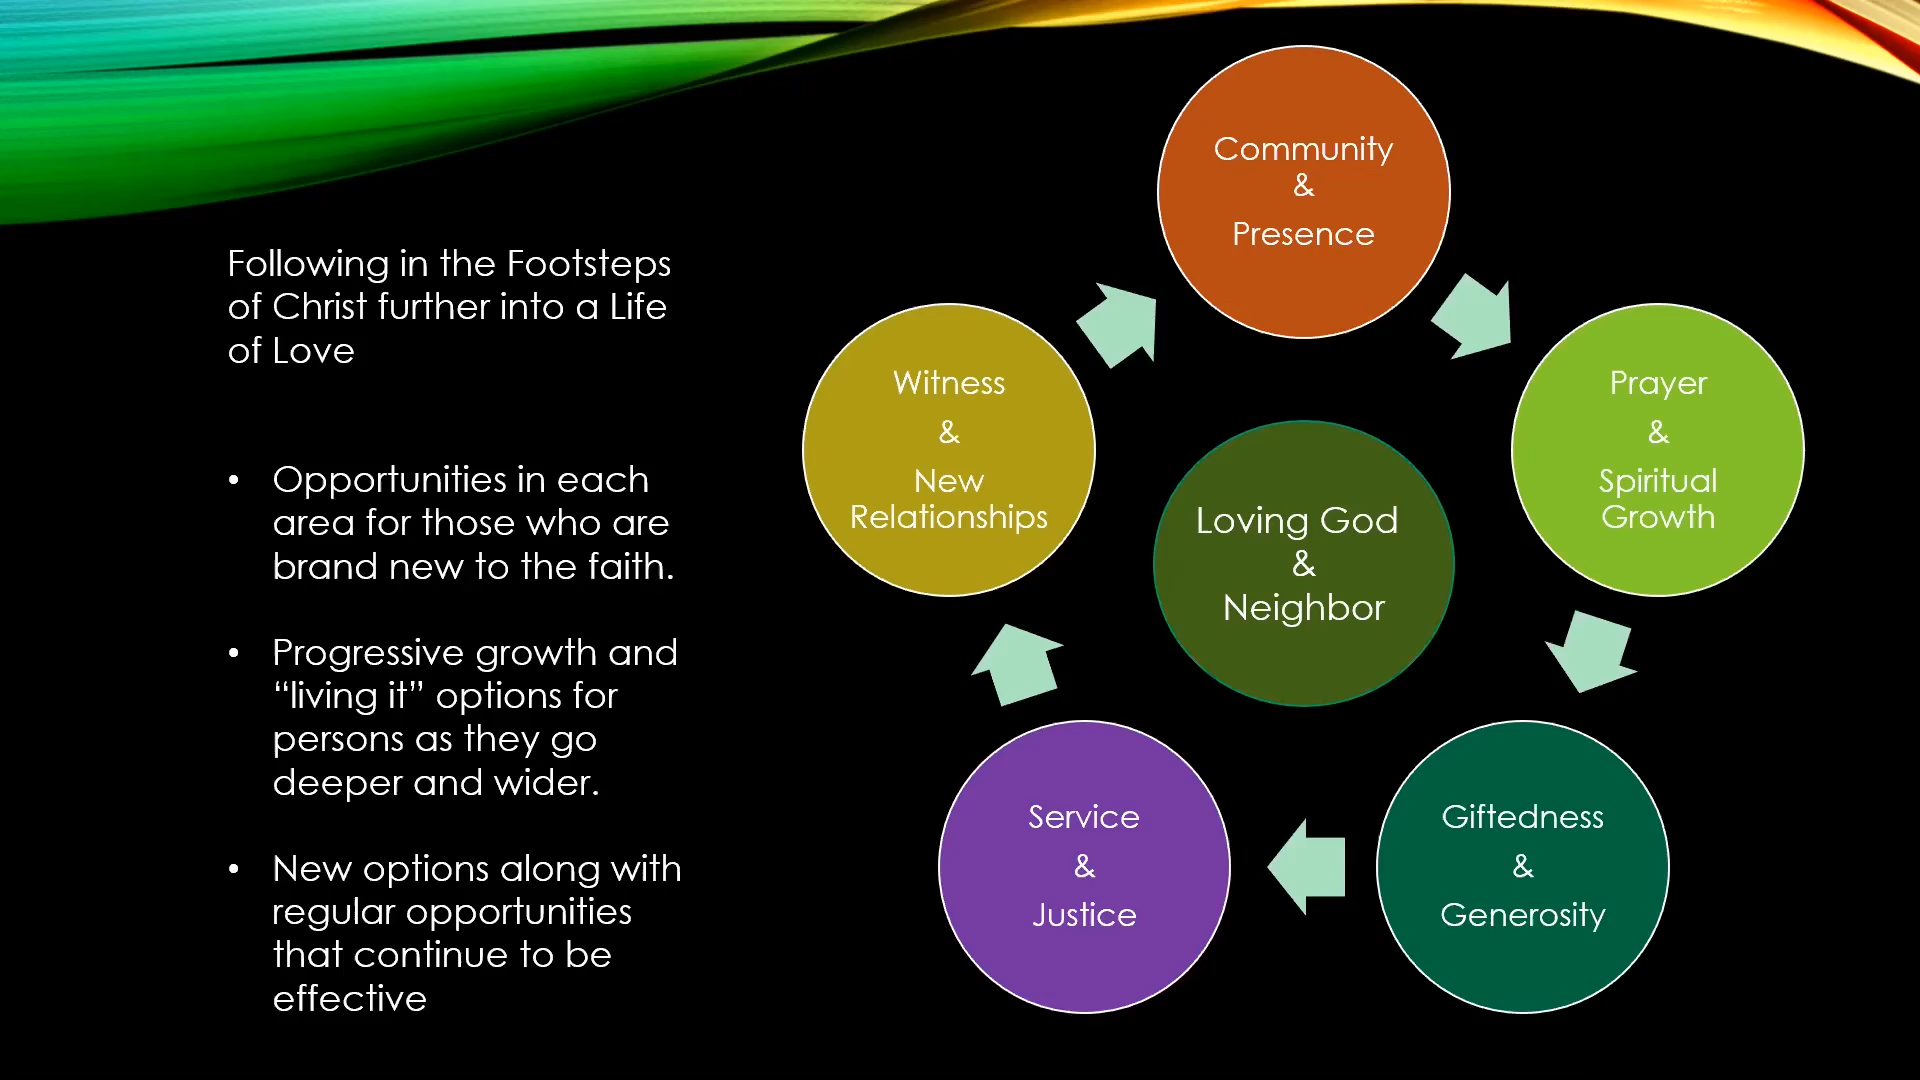 Following in the Footsteps
of Christ further into a Life
of Love
• Opportunities in each
area for those who are
brand new to the faith.
• Progressive growth and
“living it” options for
persons as they go
deeper and wider.
• New options along with
regular opportunities
that continue to be
effective
Community
&
Presence
Prayer
&
Spiritual
Growth
Giftedness
&
Generosity
Service
&
Justice
Witness
&
New
Relationships
Loving God
&
Neighbor